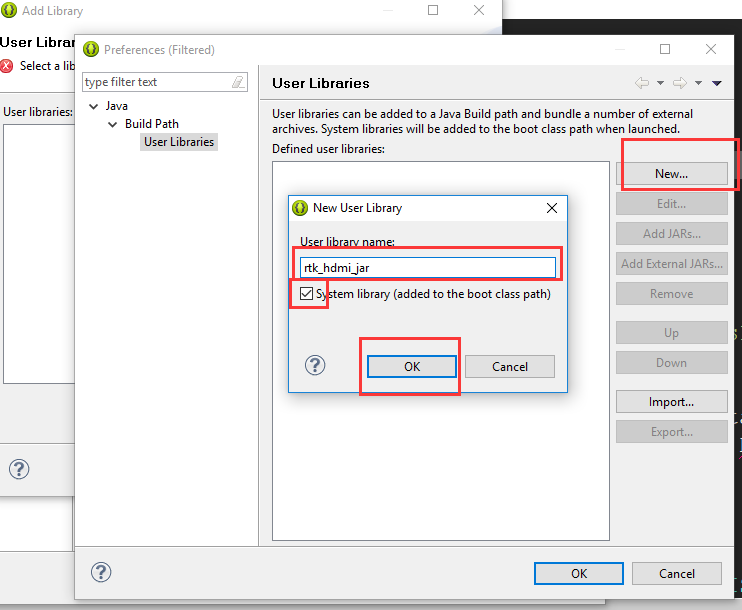 Add Library
User Librar
Select a lib
User libraries:
Preferences (Filtered)
type filter text
Java
Build Path
User Libraries
User Libraries
User libraries can be added to a Java Build path and bundle a number of external
archives. System libraries will be added to the boot class path when launched.
Defined user libraries:
New...
Edit...
Add JARs...
Add External JARs...
Remove
Up
Down
Import...
Export...
New User Library
User library name:
rtk_hdmi_jar
System library (added to the boot class path)
OK
Cancel
OK
Cancel